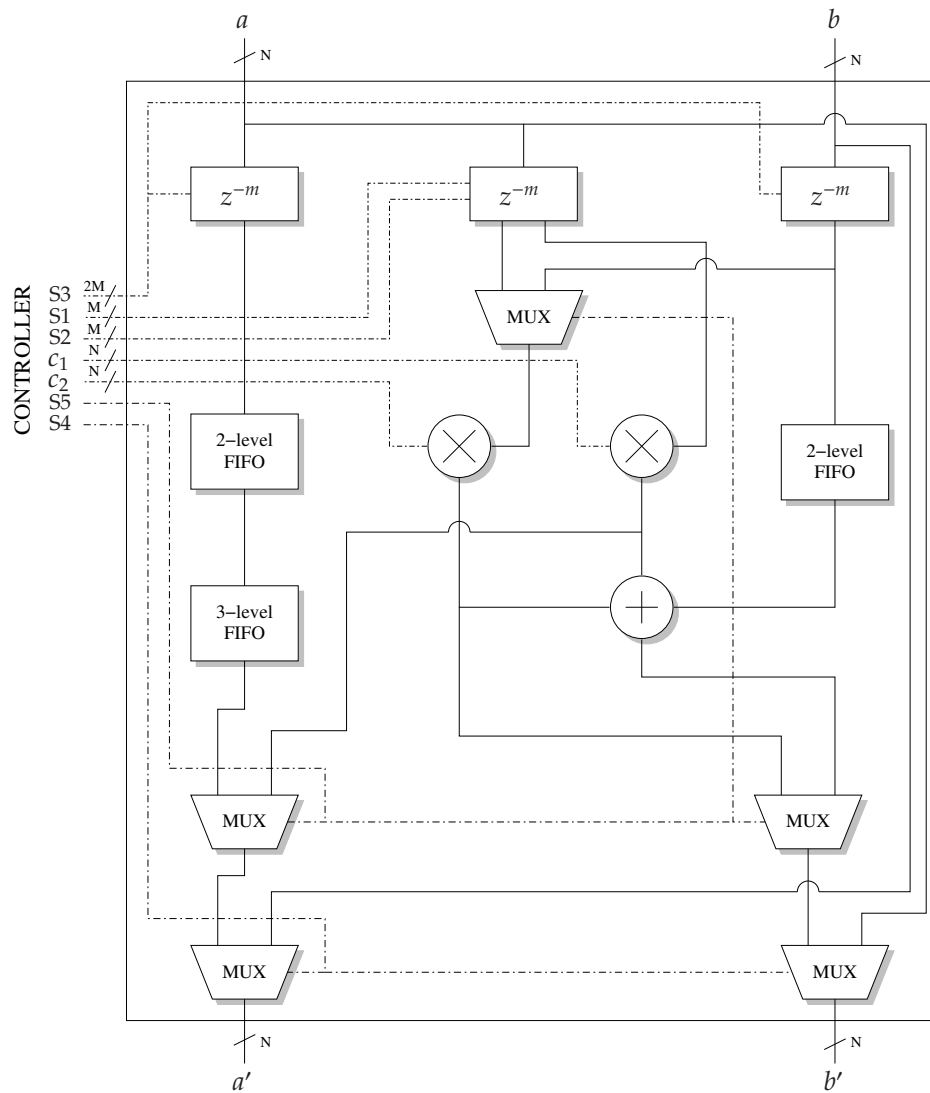 a b
N N
z⁻ᵐ z⁻ᵐ z⁻ᵐ
CONTROLLER
S3 2M
S1 M
S2 M
c₁ N
c₂ N
S5
S4
MUX
2−level
FIFO
2−level
FIFO
3−level
FIFO
MUX MUX
MUX MUX
N N
a′ b′